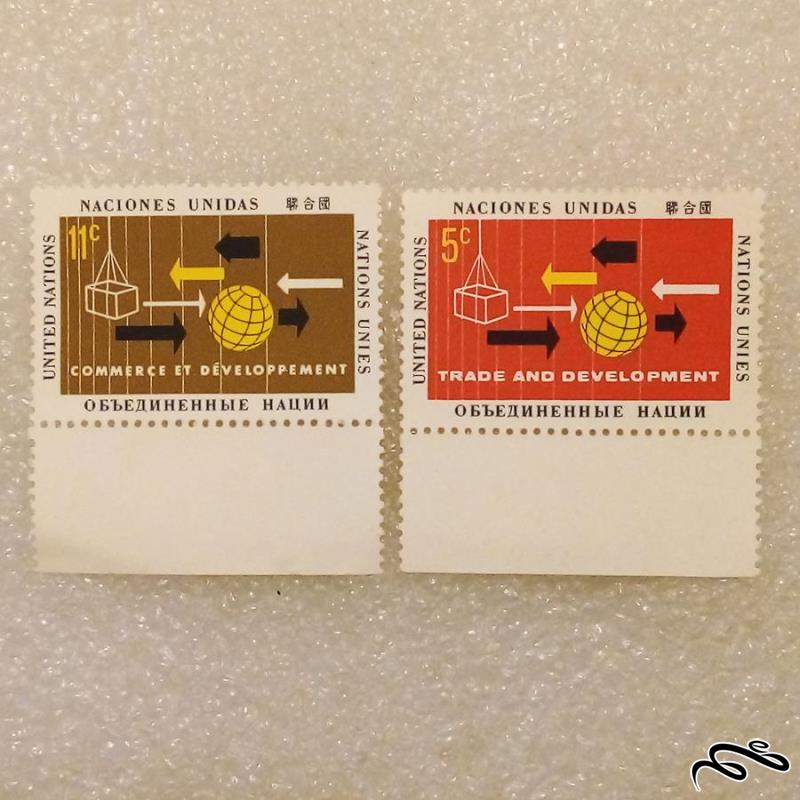 NACIONES UNIDAS 聯合國
UNITED NATIONS
11c
COMMERCE ET DÉVELOPPEMENT
NATIONS UNIES
ОБЪЕДИНЕННЫЕ НАЦИИ
NACIONES UNIDAS 聯合國
UNITED NATIONS
5c
TRADE AND DEVELOPMENT
NATIONS UNIES
ОБЪЕДИНЕННЫЕ НАЦИИ